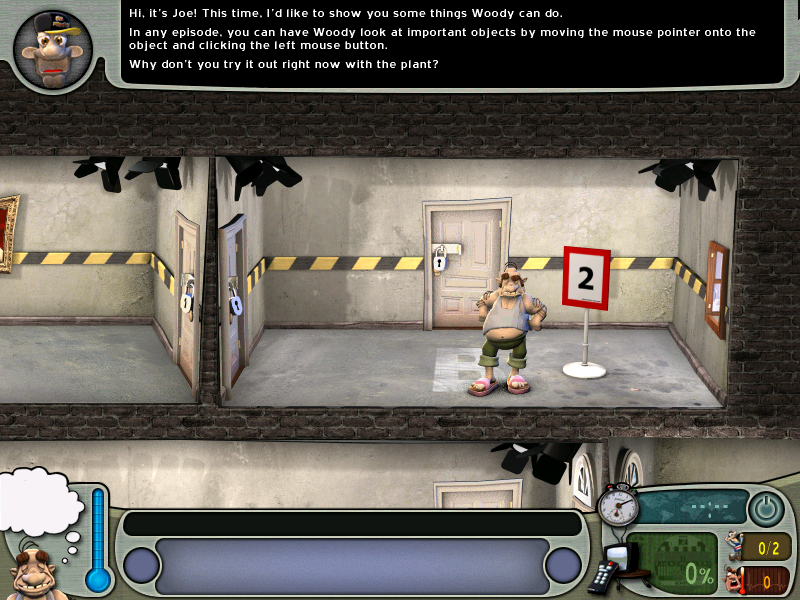 Hi, it's Joe! This time, I'd like to show you some things Woody can do.
In any episode, you can have Woody look at important objects by moving the mouse pointer onto the
object and clicking the left mouse button.
Why don't you try it out right now with the plant?
2
0/2
0%
0